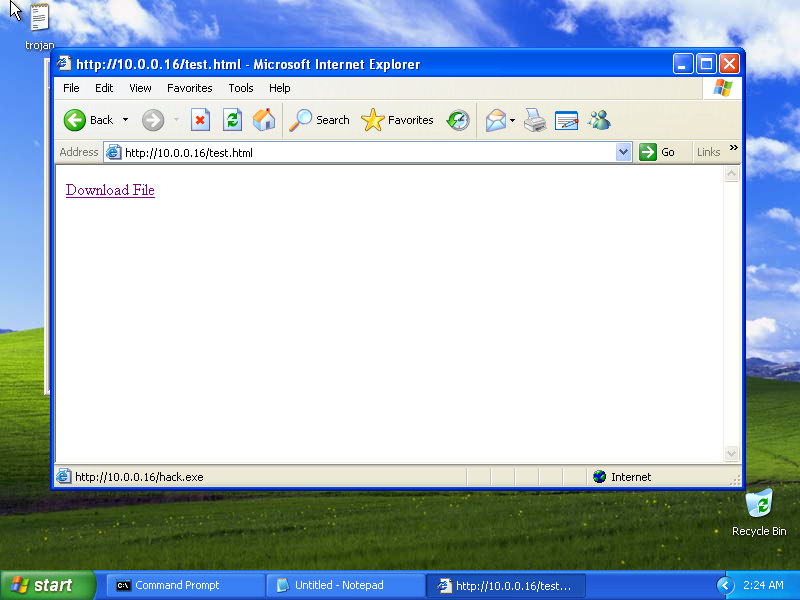 trojan
http://10.0.0.16/test.html - Microsoft Internet Explorer
File Edit View Favorites Tools Help
Back Search Favorites
Address http://10.0.0.16/test.html Go Links »
Download File
http://10.0.0.16/hack.exe Internet
Recycle Bin
start Command Prompt Untitled - Notepad http://10.0.0.16/test... 2:24 AM